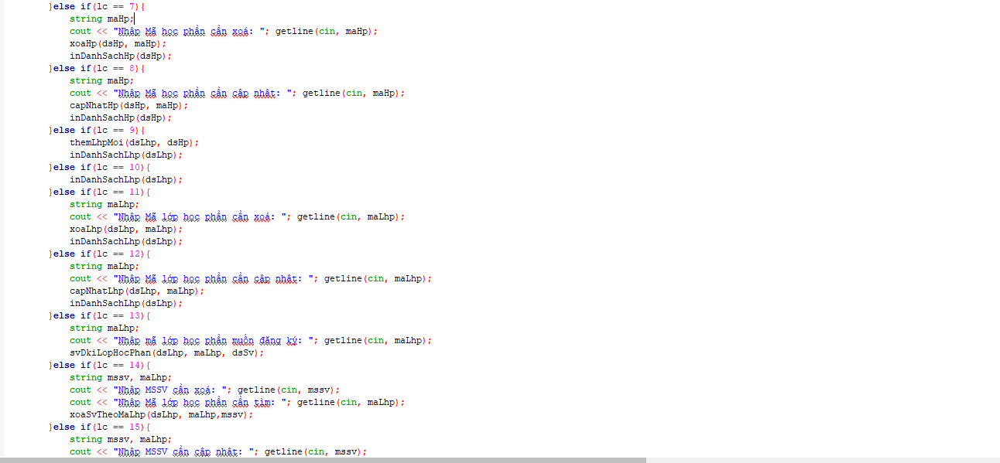 }else if(lc == 7){
string maHp;
cout << "Nhập Mã học phần cần xoá: "; getline(cin, maHp);
xoaHp(dsHp, maHp);
inDanhSachHp(dsHp);
}else if(lc == 8){
string maHp;
cout << "Nhập Mã học phần cần cập nhật: "; getline(cin, maHp);
capNhatHp(dsHp, maHp);
inDanhSachHp(dsHp);
}else if(lc == 9){
themLhpMoi(dsLhp, dsHp);
inDanhSachLhp(dsLhp);
}else if(lc == 10){
inDanhSachLhp(dsLhp);
}else if(lc == 11){
string maLhp;
cout << "Nhập Mã lớp học phần cần xoá: "; getline(cin, maLhp);
xoaLhp(dsLhp, maLhp);
inDanhSachLhp(dsLhp);
}else if(lc == 12){
string maLhp;
cout << "Nhập Mã lớp học phần cần cập nhật: "; getline(cin, maLhp);
capNhatLhp(dsLhp, maLhp);
inDanhSachLhp(dsLhp);
}else if(lc == 13){
string maLhp;
cout << "Nhập mã lớp học phần muốn đăng ký: "; getline(cin, maLhp);
svDkiLopHocPhan(dsLhp, maLhp, dsSv);
}else if(lc == 14){
string mssv, maLhp;
cout << "Nhập MSSV cần xoá: "; getline(cin, mssv);
cout << "Nhập Mã lớp học phần cần tìm: "; getline(cin, maLhp);
xoaSvTheoMaLhp(dsLhp, maLhp,mssv);
}else if(lc == 15){
string mssv, maLhp;
cout << "Nhập MSSV cần cập nhật: "; getline(cin, mssv);